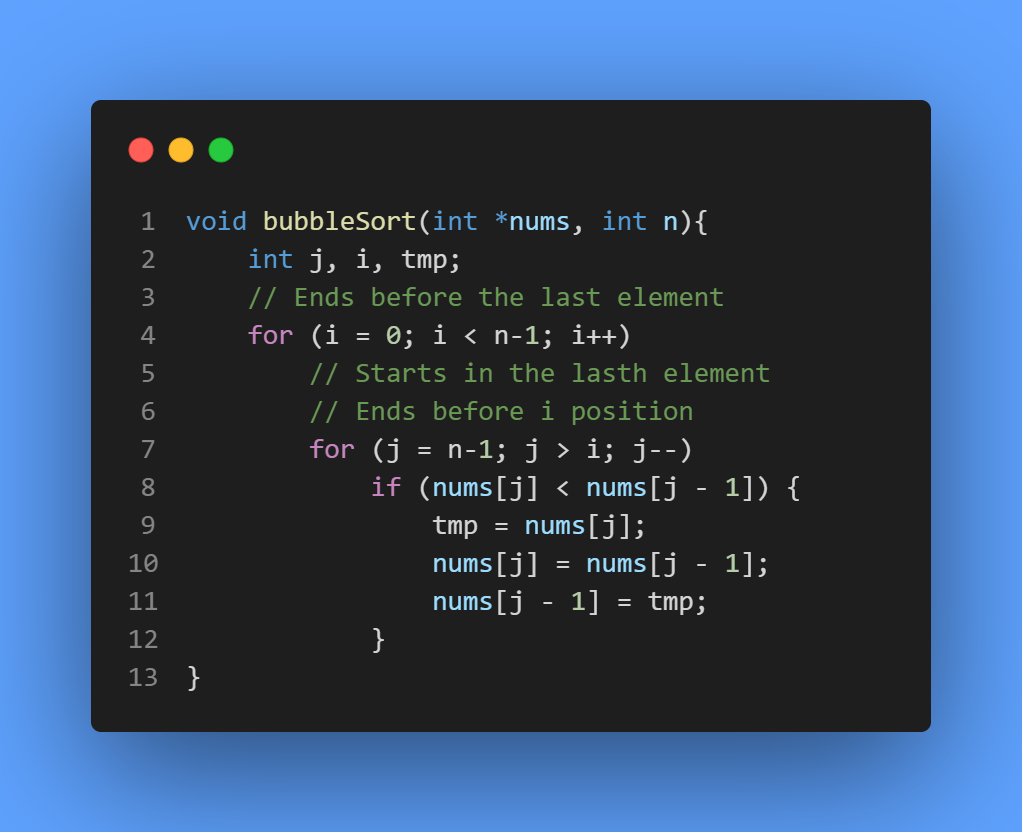 1 void bubbleSort(int *nums, int n){
2     int j, i, tmp;
3     // Ends before the last element
4     for (i = 0; i < n-1; i++)
5         // Starts in the lasth element
6         // Ends before i position
7         for (j = n-1; j > i; j--)
8             if (nums[j] < nums[j - 1]) {
9                 tmp = nums[j];
10                 nums[j] = nums[j - 1];
11                 nums[j - 1] = tmp;
12             }
13 }